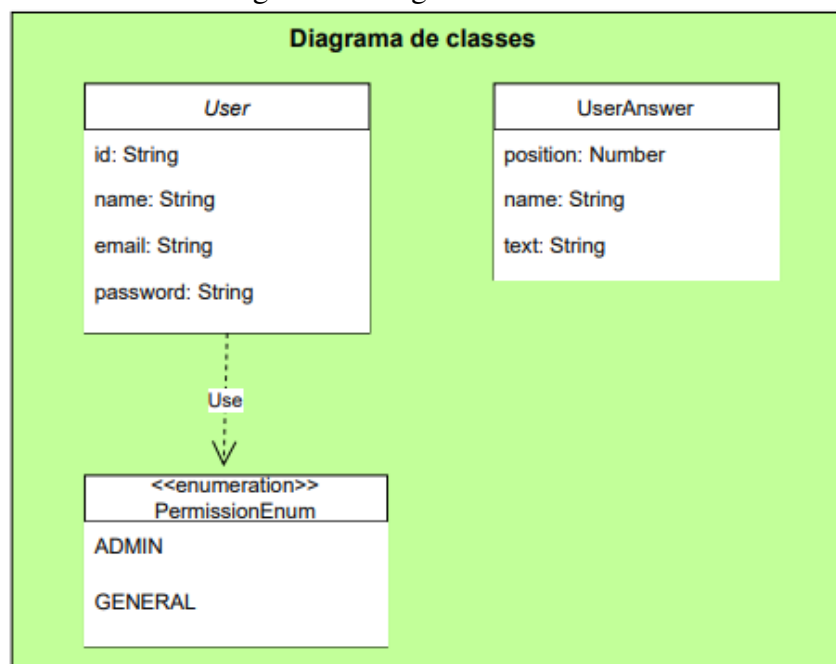 Diagrama de classes
User
id: String
name: String
email: String
password: String
UserAnswer
position: Number
name: String
text: String
Use
<<enumeration>>
PermissionEnum
ADMIN
GENERAL